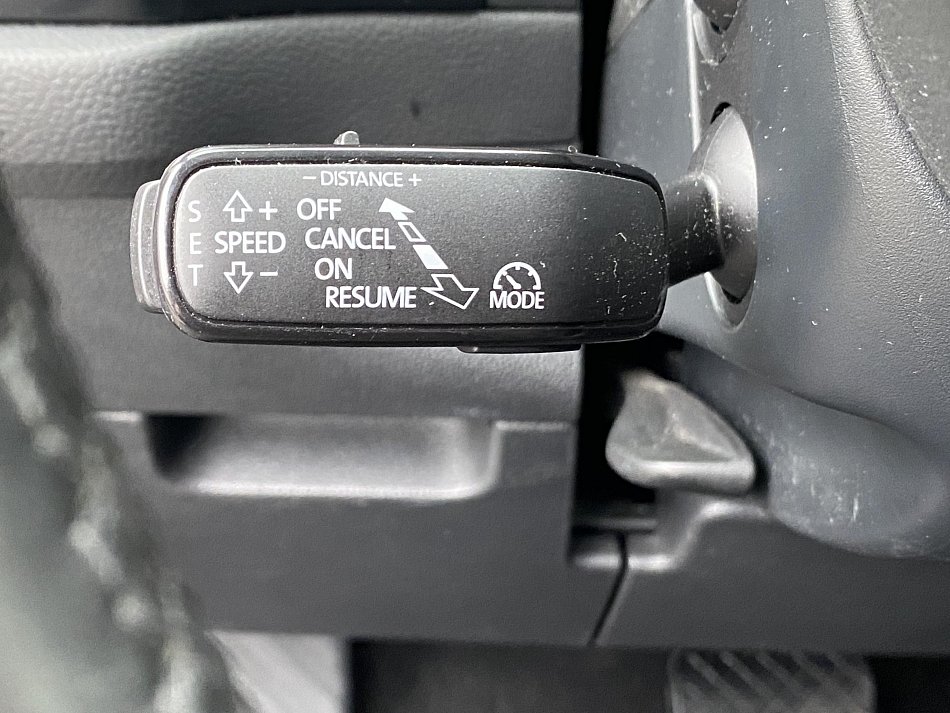 − DISTANCE +
S + OFF
E SPEED CANCEL
T − ON
RESUME MODE